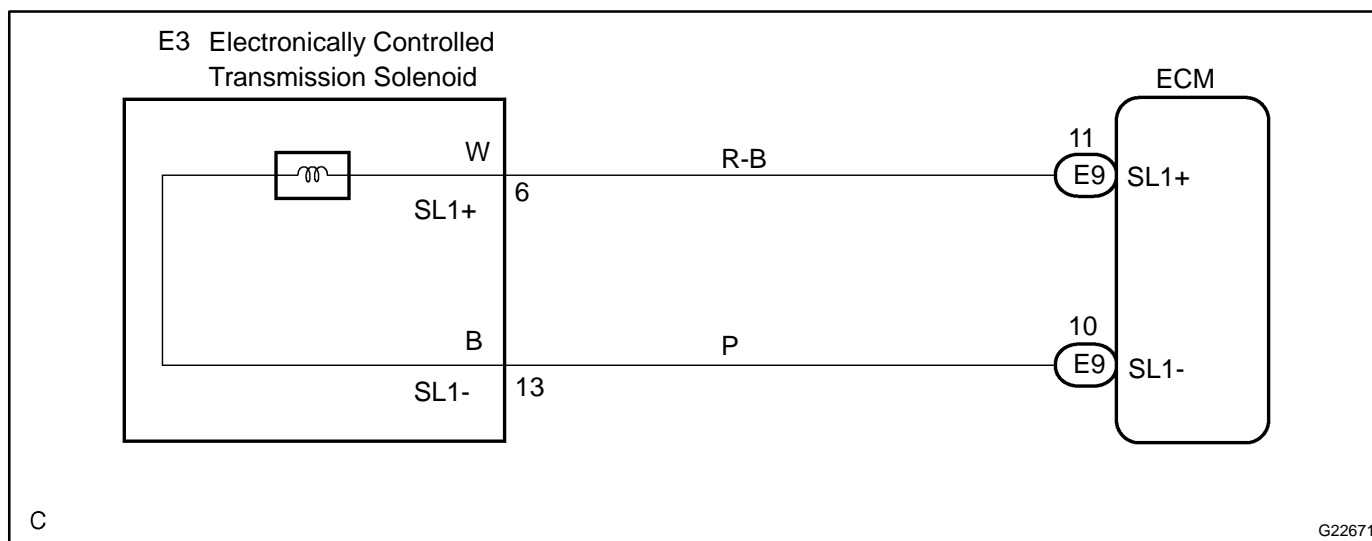 E3 Electronically Controlled
Transmission Solenoid
ECM
W
R-B
11
E9
SL1+
6
SL1+
B
P
10
E9
SL1-
13
SL1-
C
G22671